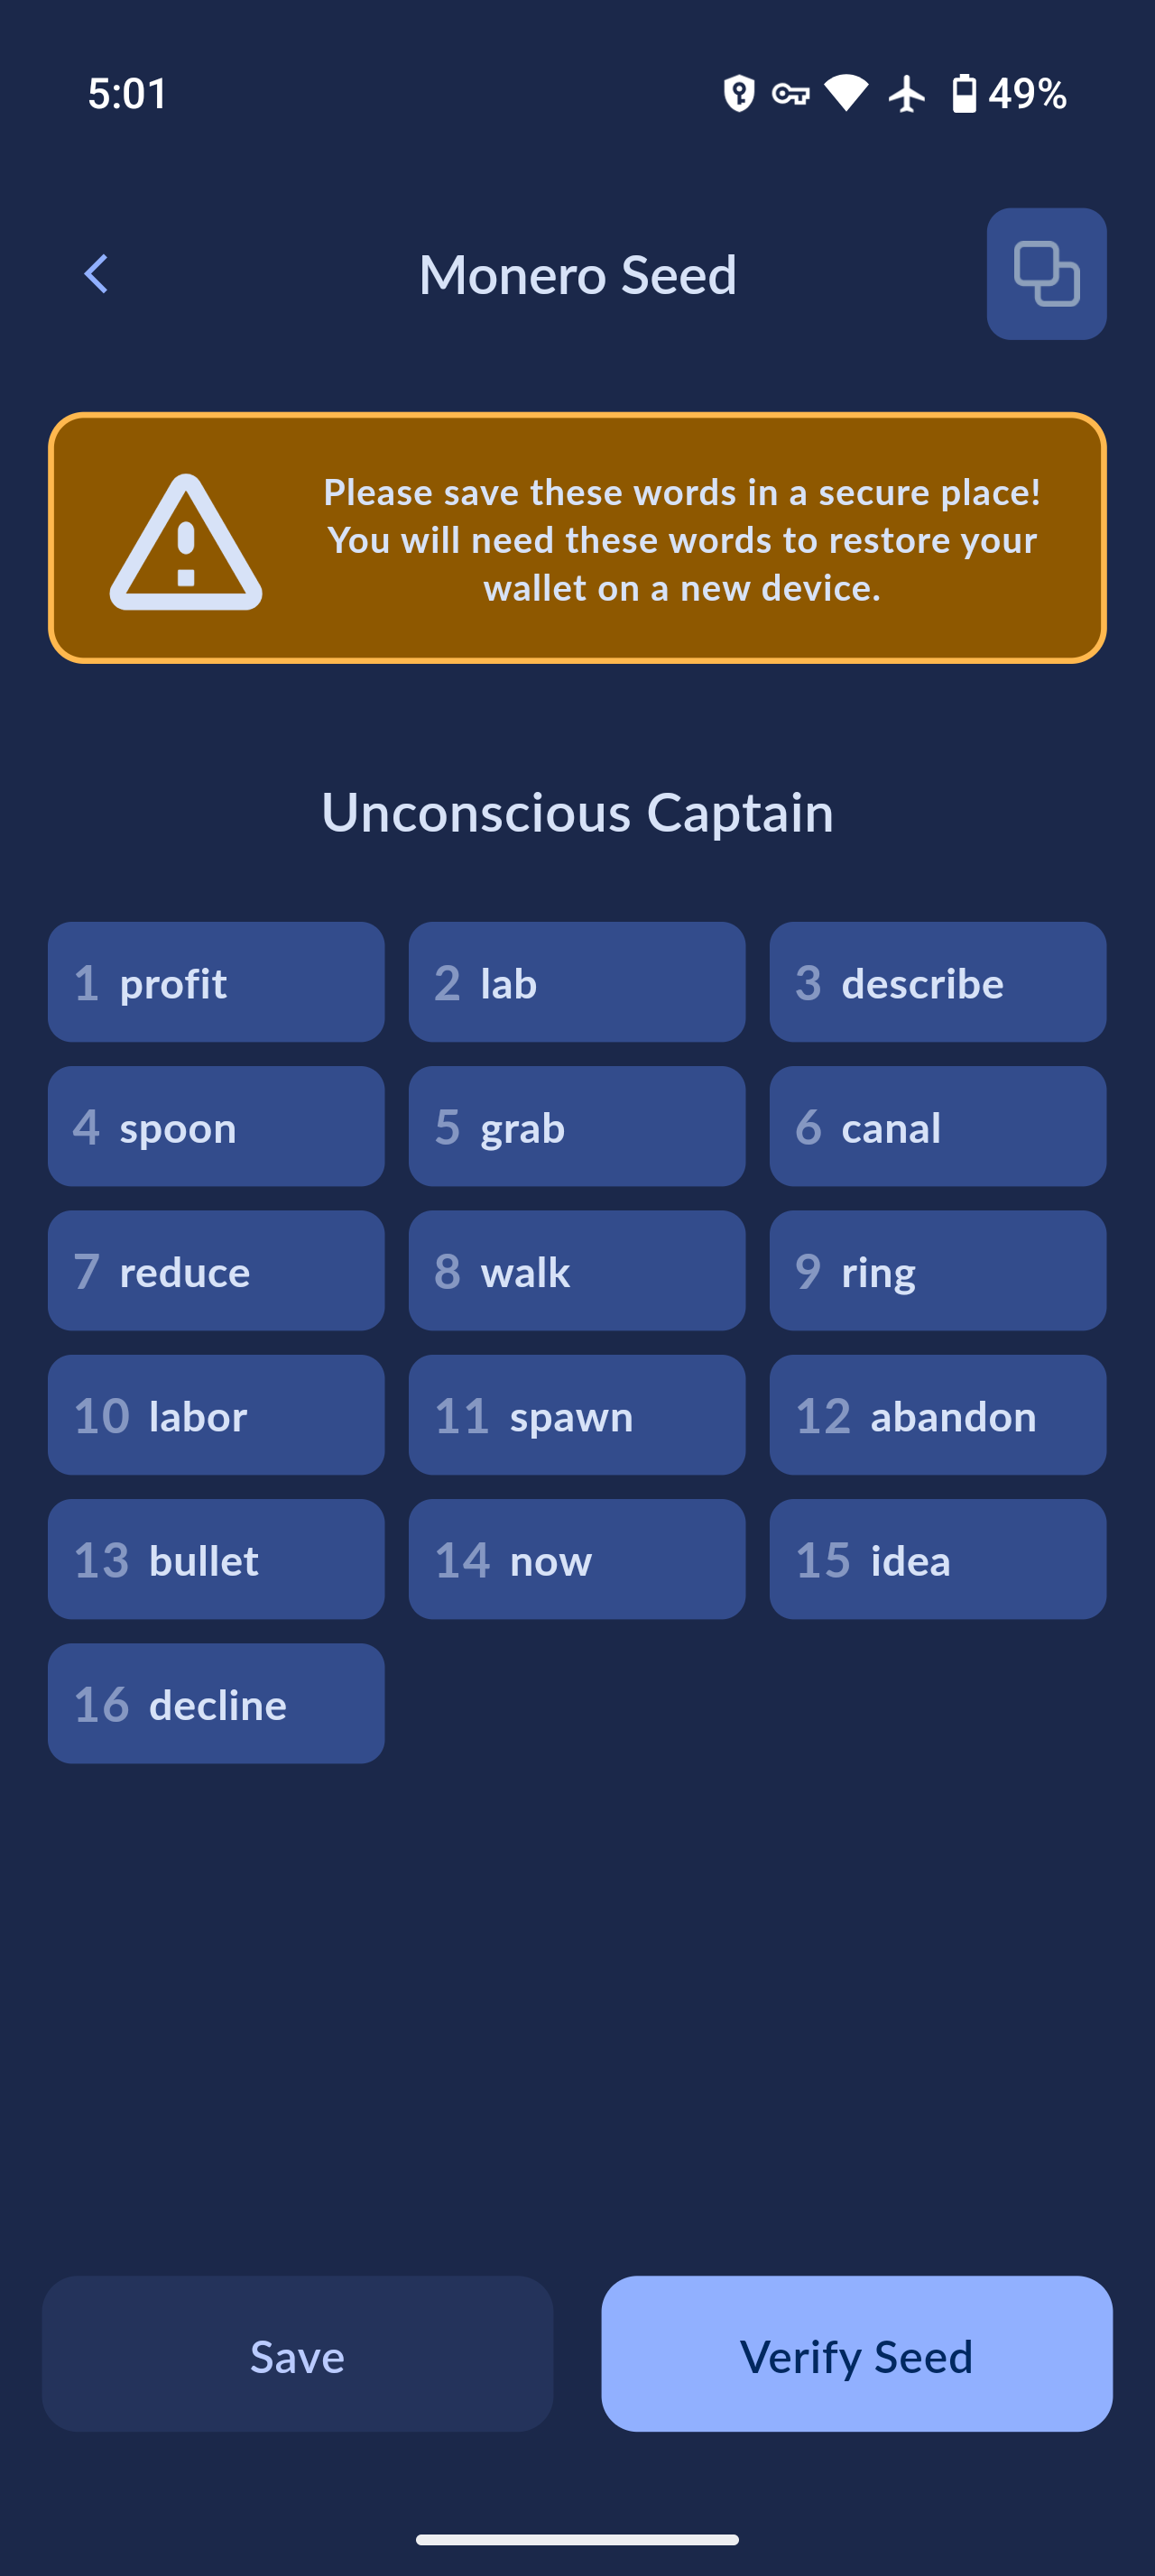 5:01
49%
Monero Seed
Please save these words in a secure place!
You will need these words to restore your
wallet on a new device.
Unconscious Captain
1 profit
2 lab
3 describe
4 spoon
5 grab
6 canal
7 reduce
8 walk
9 ring
10 labor
11 spawn
12 abandon
13 bullet
14 now
15 idea
16 decline
Save
Verify Seed